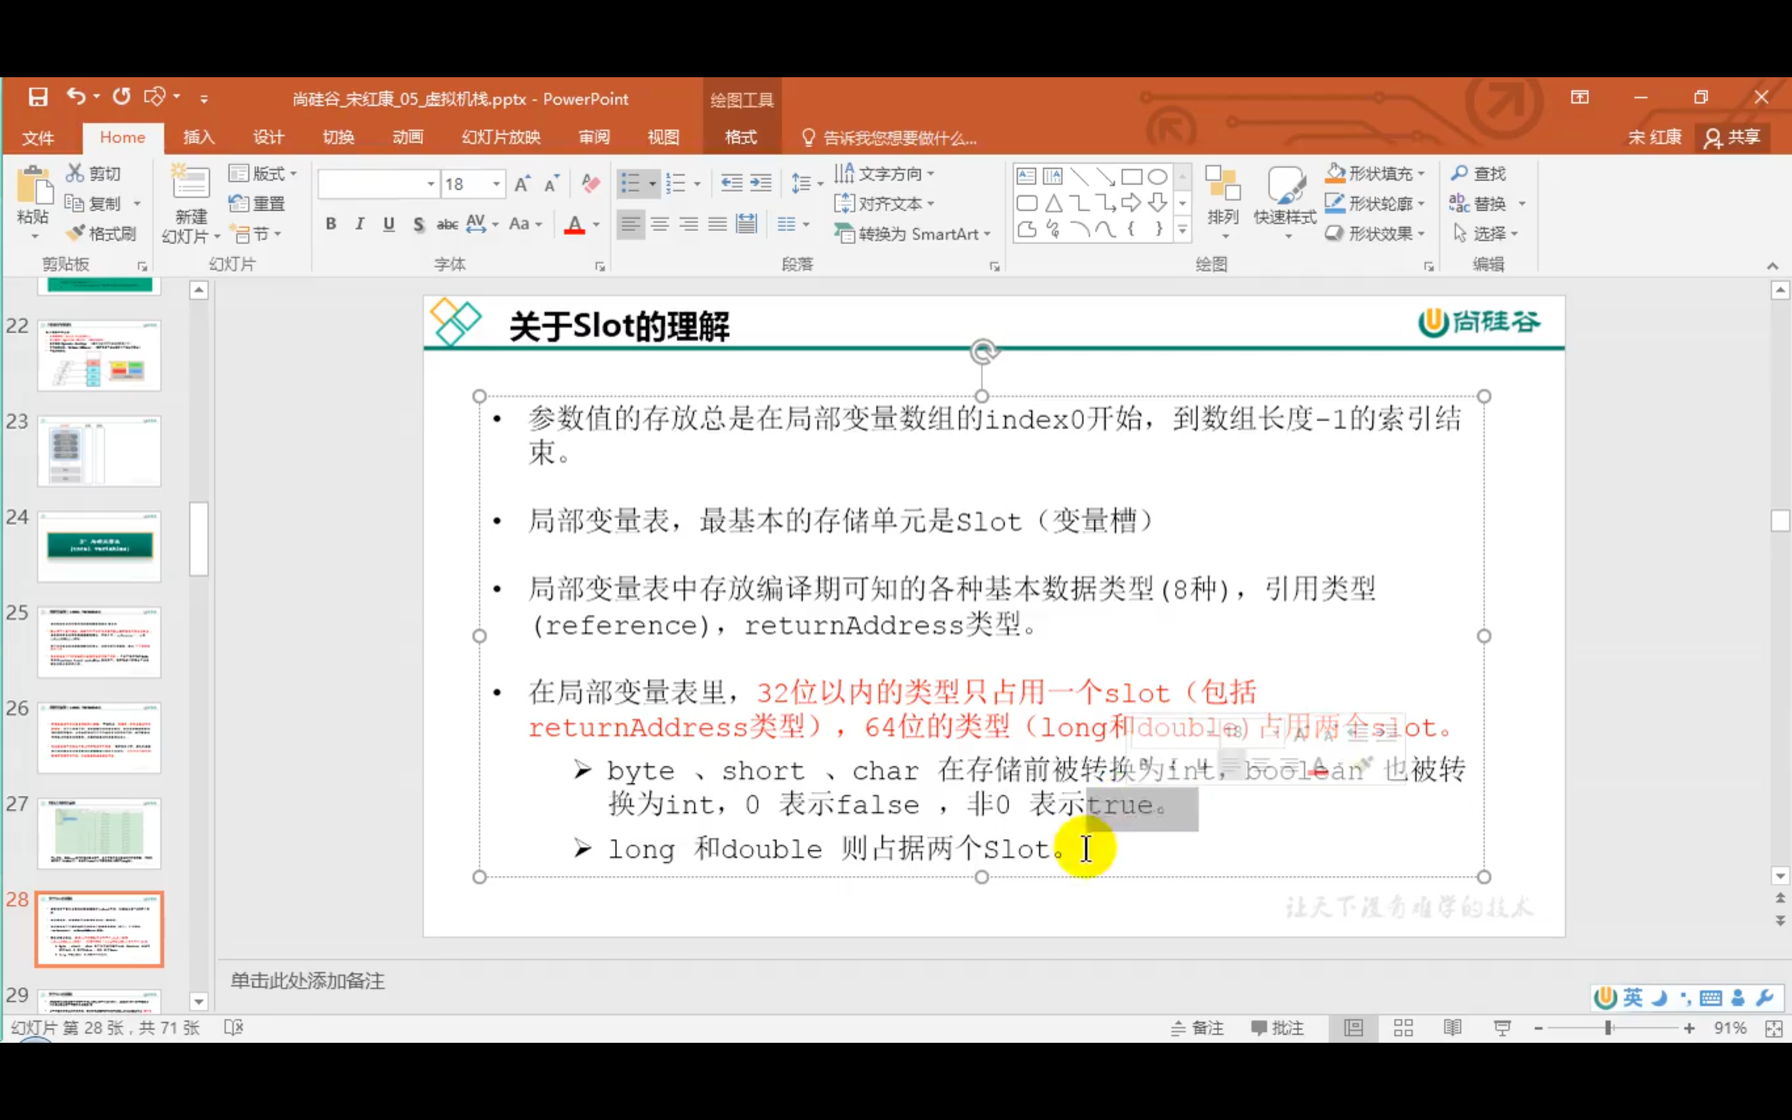 尚硅谷_宋红康_05_虚拟机栈.pptx - PowerPoint
绘图工具
文件 Home 插入 设计 切换 动画 幻灯片放映 审阅 视图 格式 告诉我您想要做什么... 宋 红康 共享
粘贴
剪切
复制
格式刷
剪贴板
新建
幻灯片
版式
重置
节
幻灯片
18
B I U S abc AV Aa A
字体
文字方向
对齐文本
转换为 SmartArt
段落
排列
快速样式
形状填充
形状轮廓
形状效果
绘图
查找
替换
选择
编辑
22
23
24
25
26
27
28
29
关于Slot的理解
尚硅谷
• 参数值的存放总是在局部变量数组的index0开始，到数组长度-1的索引结
束。
• 局部变量表，最基本的存储单元是Slot（变量槽）
• 局部变量表中存放编译期可知的各种基本数据类型(8种)，引用类型
(reference)，returnAddress类型。
• 在局部变量表里，32位以内的类型只占用一个slot（包括
returnAddress类型），64位的类型（long和double）占用两个slot。
➢ byte 、short 、char 在存储前被转换为int，boolean 也被转
换为int，0 表示false ，非0 表示true。
➢ long 和double 则占据两个Slot。
让天下没有难学的技术
单击此处添加备注
英
幻灯片 第 28 张，共 71 张
备注 批注 91%